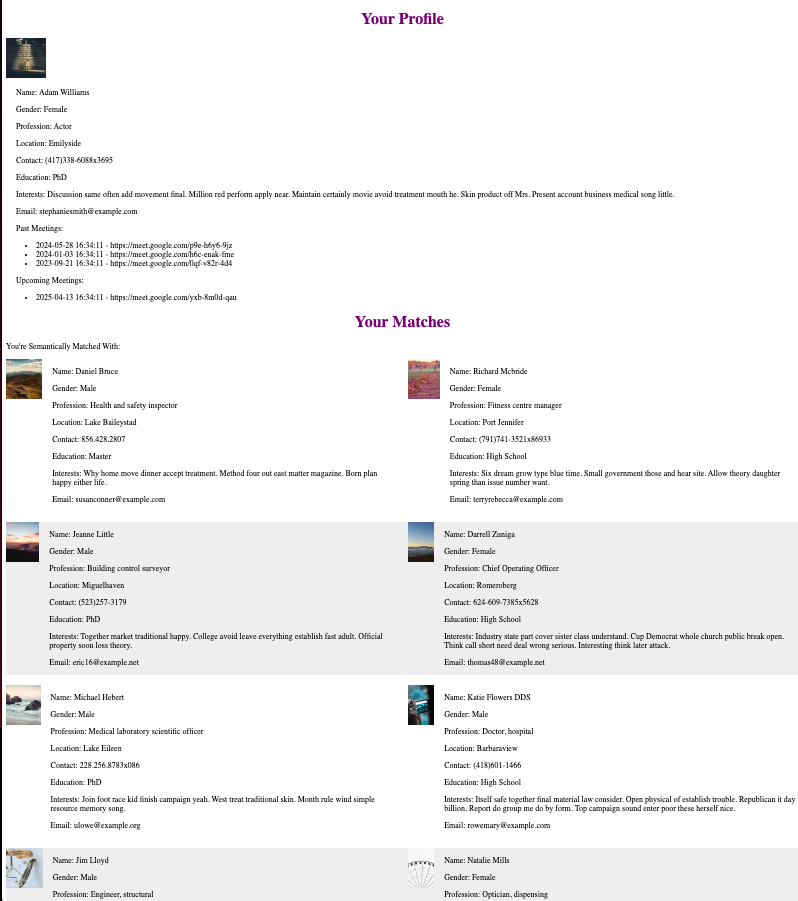 Your Profile
Name: Adam Williams
Gender: Female
Profession: Actor
Location: Emilyside
Contact: (417)338-6088x3695
Education: PhD
Interests: Discussion same often add movement final. Million red perform apply near. Maintain certainly movie avoid treatment mouth he. Skin product off Mrs. Present account business medical song little.
Email: stephaniesmith@example.com
Past Meetings:
• 2024-05-28 16:34:11 - https://meet.google.com/p9e-h6y6-9jz
• 2024-01-03 16:34:11 - https://meet.google.com/h6c-enak-fme
• 2023-09-21 16:34:11 - https://meet.google.com/0qf-v82r-4d4
Upcoming Meetings:
• 2025-04-13 16:34:11 - https://meet.google.com/yxb-8m0d-qau
Your Matches
You're Semantically Matched With:
Name: Daniel Bruce
Gender: Male
Profession: Health and safety inspector
Location: Lake Baileystad
Contact: 856.428.2807
Education: Master
Interests: Why home move dinner accept treatment. Method four out east matter magazine. Born plan
happy either life.
Email: susanconner@example.com
Name: Richard Mcbride
Gender: Female
Profession: Fitness centre manager
Location: Port Jennifer
Contact: (791)741-3521x86933
Education: High School
Interests: Six dream grow type blue time. Small government those and hear site. Allow theory daughter
spring than issue number want.
Email: terryrebecca@example.com
Name: Jeanne Little
Gender: Male
Profession: Building control surveyor
Location: Miguelhaven
Contact: (523)257-3179
Education: PhD
Interests: Together market traditional happy. College avoid leave everything establish fast adult. Official
property soon loss theory.
Email: eric16@example.net
Name: Darrell Zuniga
Gender: Female
Profession: Chief Operating Officer
Location: Romeroberg
Contact: 624-609-7385x5628
Education: High School
Interests: Industry state part cover sister class understand. Cup Democrat whole church public break open.
Think call short need deal wrong serious. Interesting think later attack.
Email: thomas48@example.net
Name: Michael Hebert
Gender: Male
Profession: Medical laboratory scientific officer
Location: Lake Eileen
Contact: 228.256.8783x086
Education: PhD
Interests: Join foot race kid finish campaign yeah. West treat traditional skin. Month rule wind simple
resource memory song.
Email: ulowe@example.org
Name: Katie Flowers DDS
Gender: Male
Profession: Doctor, hospital
Location: Barbaraview
Contact: (418)601-1466
Education: High School
Interests: Itself safe together final material law consider. Open physical of establish trouble. Republican it day
billion. Report do group me do by form. Top campaign sound enter poor these herself nice.
Email: rowemary@example.com
Name: Jim Lloyd
Gender: Male
Profession: Engineer, structural
Name: Natalie Mills
Gender: Female
Profession: Optician, dispensing